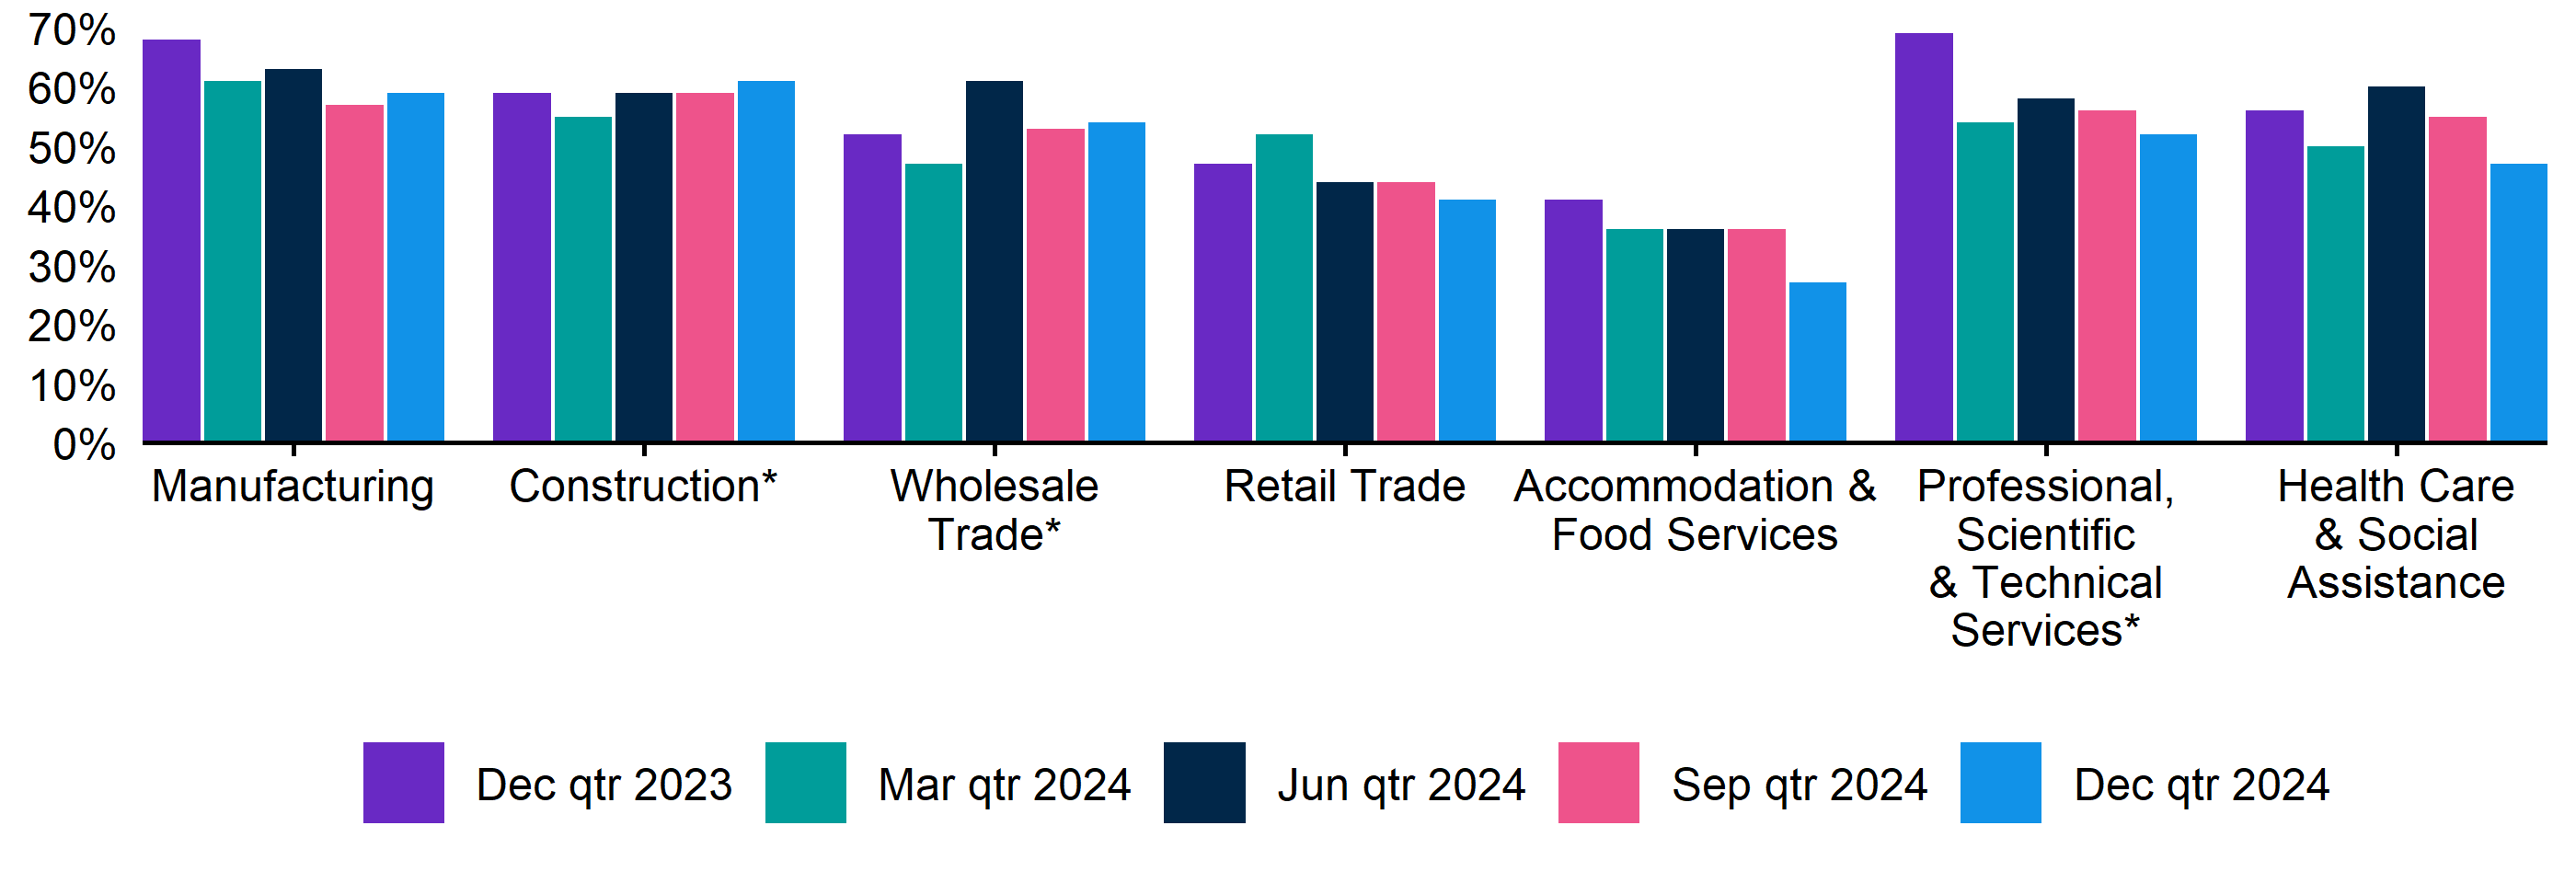 70%
60%
50%
40%
30%
20%
10%
0%
Manufacturing
Construction*
Wholesale
Trade*
Retail Trade
Accommodation &
Food Services
Professional,
Scientific
& Technical
Services*
Health Care
& Social
Assistance
Dec qtr 2023
Mar qtr 2024
Jun qtr 2024
Sep qtr 2024
Dec qtr 2024